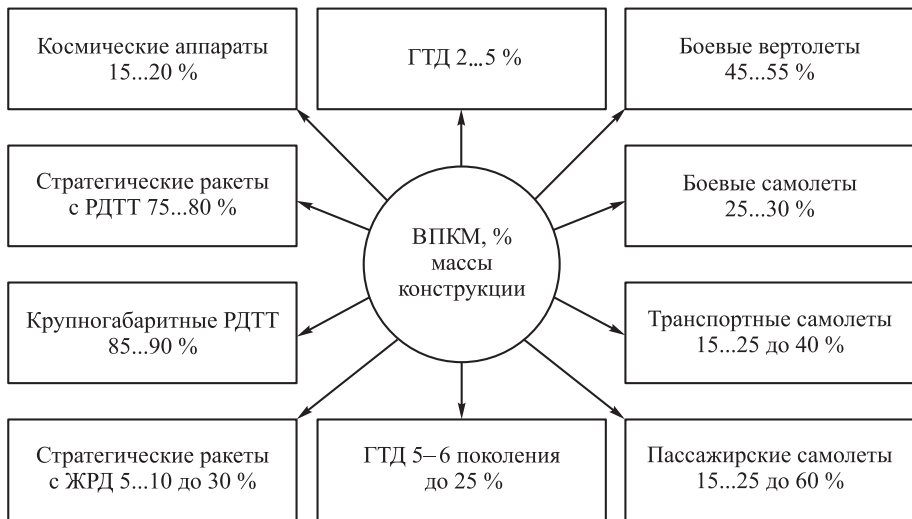 Космические аппараты
15...20 %
ГТД 2...5 %
Боевые вертолеты
45...55 %
Стратегические ракеты
с РДТТ 75...80 %
ВПКМ, %
массы
конструкции
Боевые самолеты
25...30 %
Крупногабаритные РДТТ
85...90 %
Транспортные самолеты
15...25 до 40 %
Стратегические ракеты
с ЖРД 5...10 до 30 %
ГТД 5–6 поколения
до 25 %
Пассажирские самолеты
15...25 до 60 %